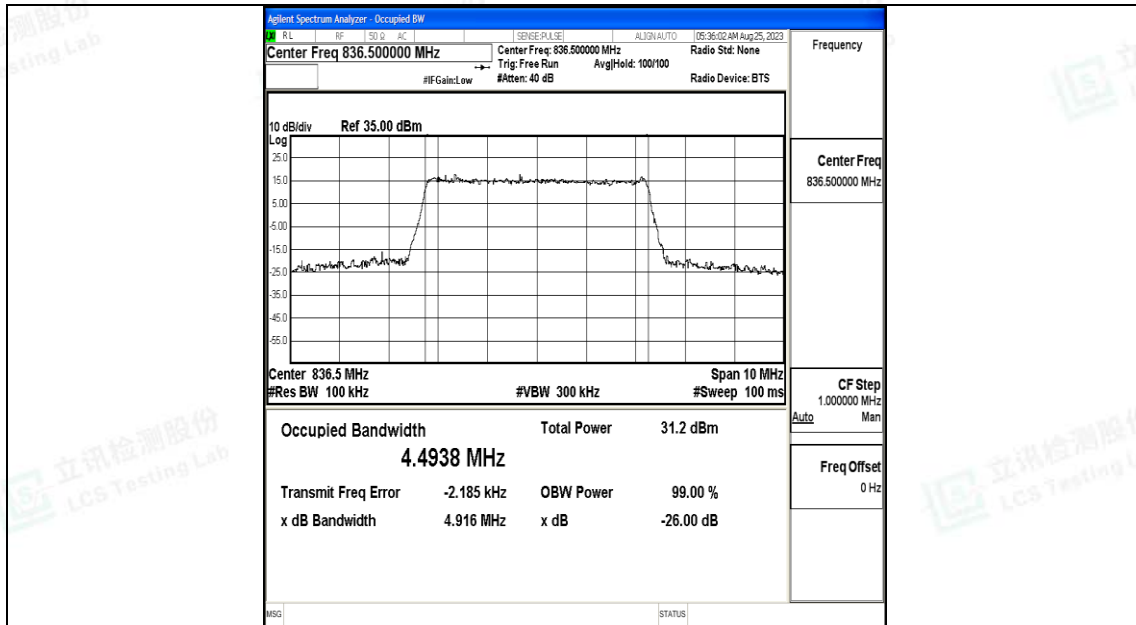 Agilent Spectrum Analyzer - Occupied BW
LXI RL RF 50 Ω AC SENSE:PULSE ALIGN AUTO 05:36:02 AM Aug 25, 2023
Center Freq 836.500000 MHz
Center Freq: 836.500000 MHz
Radio Std: None
Trig: Free Run Avg|Hold: 100/100
#IFGain:Low
#Atten: 40 dB
Radio Device: BTS
10 dB/div Ref 35.00 dBm
Log
25.0
15.0
5.00
-5.00
-15.0
-25.0
-35.0
-45.0
-55.0
Center 836.5 MHz
Span 10 MHz
#Res BW 100 kHz
#VBW 300 kHz
#Sweep 100 ms
Occupied Bandwidth
Total Power 31.2 dBm
4.4938 MHz
Transmit Freq Error -2.185 kHz
OBW Power 99.00 %
x dB Bandwidth 4.916 MHz
x dB -26.00 dB
MSG
STATUS
Frequency
Center Freq
836.500000 MHz
CF Step
1.000000 MHz
Auto Man
Freq Offset
0 Hz
立讯检测股份
LCS Testing Lab
立讯检测股份
LCS Testing L